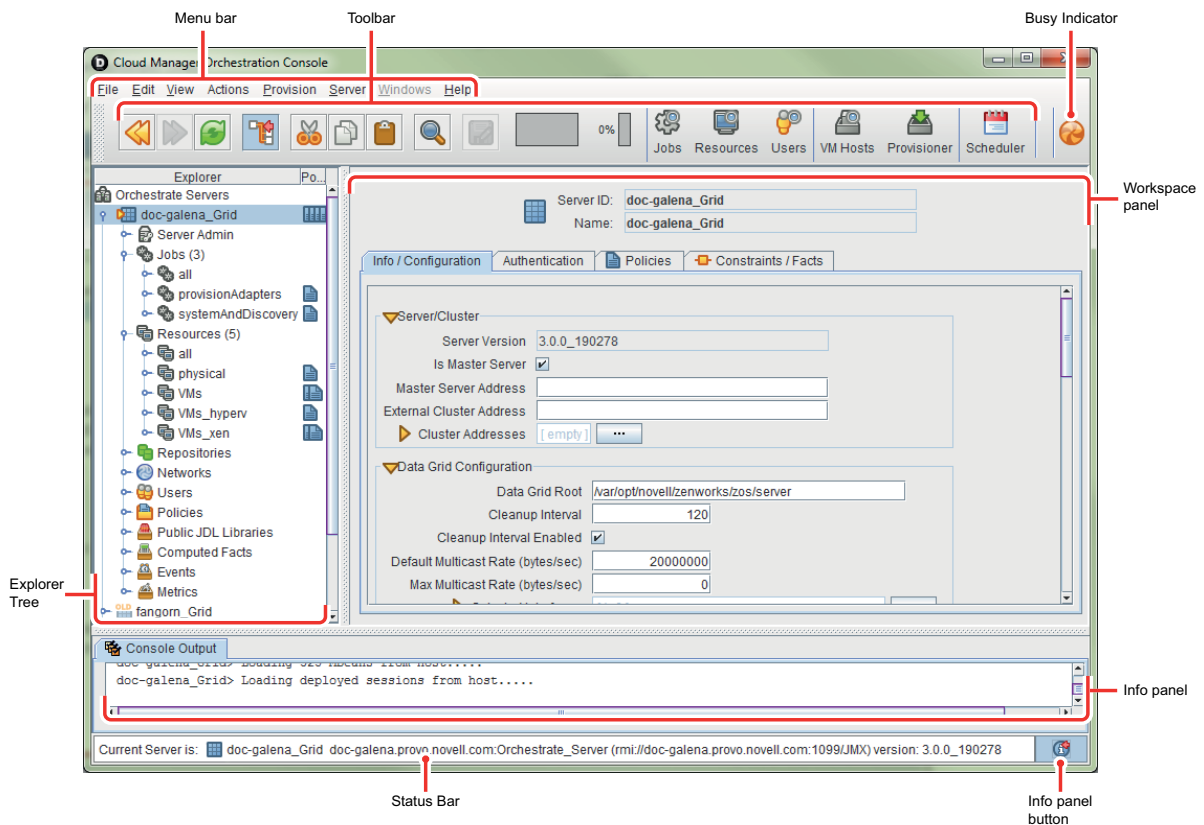 Menu bar
Toolbar
Busy Indicator
Cloud Manager Orchestration Console
File Edit View Actions Provision Server Windows Help
0%
Jobs Resources Users VM Hosts Provisioner Scheduler
Explorer Po...
Orchestrate Servers
doc-galena_Grid
Server Admin
Jobs (3)
all
provisionAdapters
systemAndDiscovery
Resources (5)
all
physical
VMs
VMs_hyperv
VMs_xen
Repositories
Networks
Users
Policies
Public JDL Libraries
Computed Facts
Events
Metrics
OLD
fangorn_Grid
Explorer
Tree
Server ID: doc-galena_Grid
Name: doc-galena_Grid
Workspace
panel
Info / Configuration Authentication Policies Constraints / Facts
Server/Cluster
Server Version 3.0.0_190278
Is Master Server
Master Server Address
External Cluster Address
Cluster Addresses [ empty ] ...
Data Grid Configuration
Data Grid Root /var/opt/novell/zenworks/zos/server
Cleanup Interval 120
Cleanup Interval Enabled
Default Multicast Rate (bytes/sec) 20000000
Max Multicast Rate (bytes/sec) 0
Console Output
doc-galena_Grid> Loading 325 MBeans from host.....
doc-galena_Grid> Loading deployed sessions from host.....
Info panel
Current Server is: doc-galena_Grid doc-galena.provo.novell.com:Orchestrate_Server (rmi://doc-galena.provo.novell.com:1099/JMX) version: 3.0.0_190278
Status Bar
Info panel
button